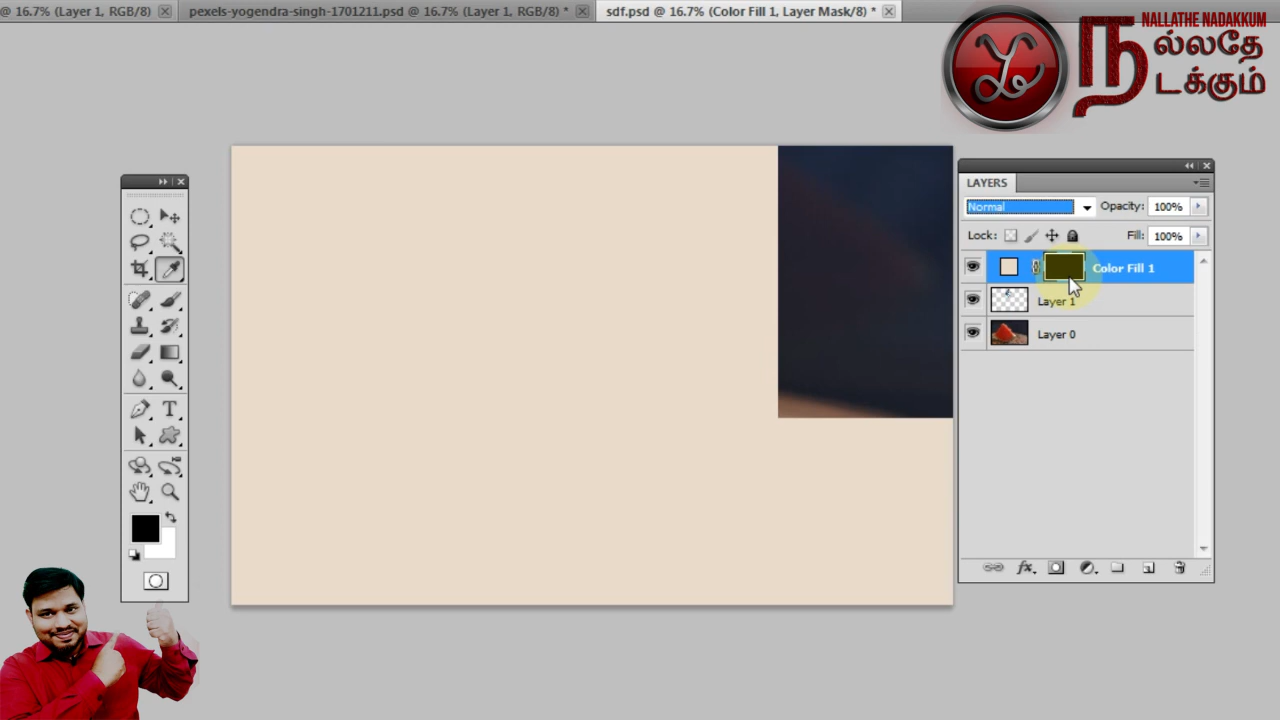 @ 16.7% (Layer 1, RGB/8)
pexels-yogendra-singh-1701211.psd @ 16.7% (Layer 1, RGB/8) *
sdf.psd @ 16.7% (Color Fill 1, Layer Mask/8) *
NALLATHE NADAKKUM
நல்லதே
நடக்கும்
LAYERS
Normal
Opacity: 100%
Lock:
Fill: 100%
Color Fill 1
Layer 1
Layer 0
T
fx